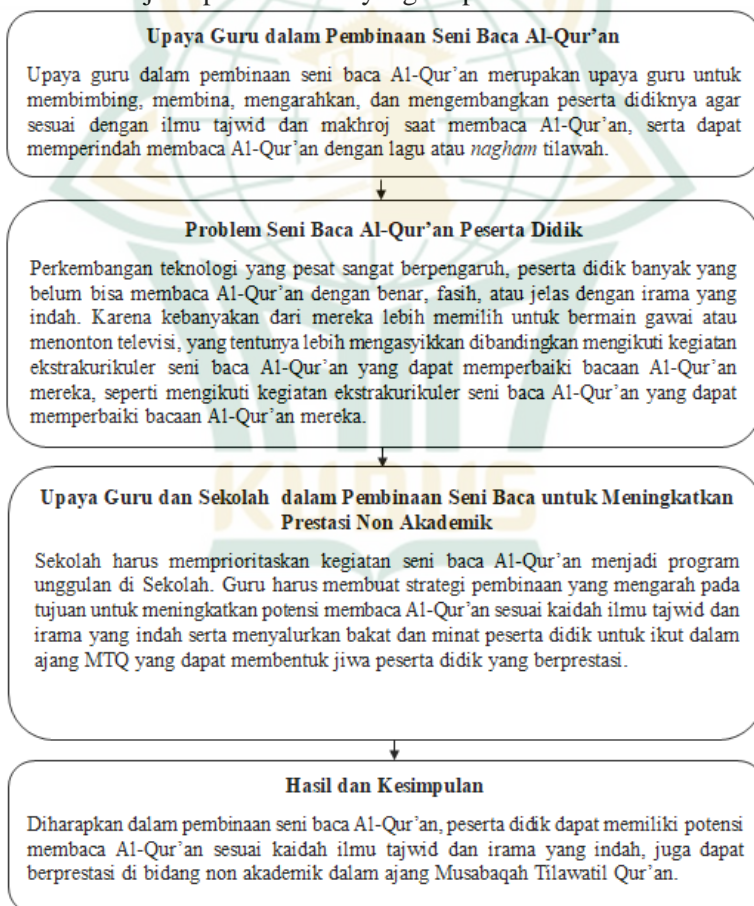 Upaya Guru dalam Pembinaan Seni Baca Al-Qur'an
Upaya guru dalam pembinaan seni baca Al-Qur'an merupakan upaya guru untuk
membimbing, membina, mengarahkan, dan mengembangkan peserta didiknya agar
sesuai dengan ilmu tajwid dan makhroj saat membaca Al-Qur'an, serta dapat
memperindah membaca Al-Qur'an dengan lagu atau nagham tilawah.
Problem Seni Baca Al-Qur'an Peserta Didik
Perkembangan teknologi yang pesat sangat berpengaruh, peserta didik banyak yang
belum bisa membaca Al-Qur'an dengan benar, fasih, atau jelas dengan irama yang
indah. Karena kebanyakan dari mereka lebih memilih untuk bermain gawai atau
menonton televisi, yang tentunya lebih mengasyikkan dibandingkan mengikuti kegiatan
ekstrakurikuler seni baca Al-Qur'an yang dapat memperbaiki bacaan Al-Qur'an
mereka, seperti mengikuti kegiatan ekstrakurikuler seni baca Al-Qur'an yang dapat
memperbaiki bacaan Al-Qur'an mereka.
KUDUS
Upaya Guru dan Sekolah dalam Pembinaan Seni Baca untuk Meningkatkan
Prestasi Non Akademik
Sekolah harus memprioritaskan kegiatan seni baca Al-Qur'an menjadi program
unggulan di Sekolah. Guru harus membuat strategi pembinaan yang mengarah pada
tujuan untuk meningkatkan potensi membaca Al-Qur'an sesuai kaidah ilmu tajwid dan
irama yang indah serta menyalurkan bakat dan minat peserta didik untuk ikut dalam
ajang MTQ yang dapat membentuk jiwa peserta didik yang berprestasi.
Hasil dan Kesimpulan
Diharapkan dalam pembinaan seni baca Al-Qur'an, peserta didik dapat memiliki potensi
membaca Al-Qur'an sesuai kaidah ilmu tajwid dan irama yang indah, juga dapat
berprestasi di bidang non akademik dalam ajang Musabaqah Tilawatil Qur'an.